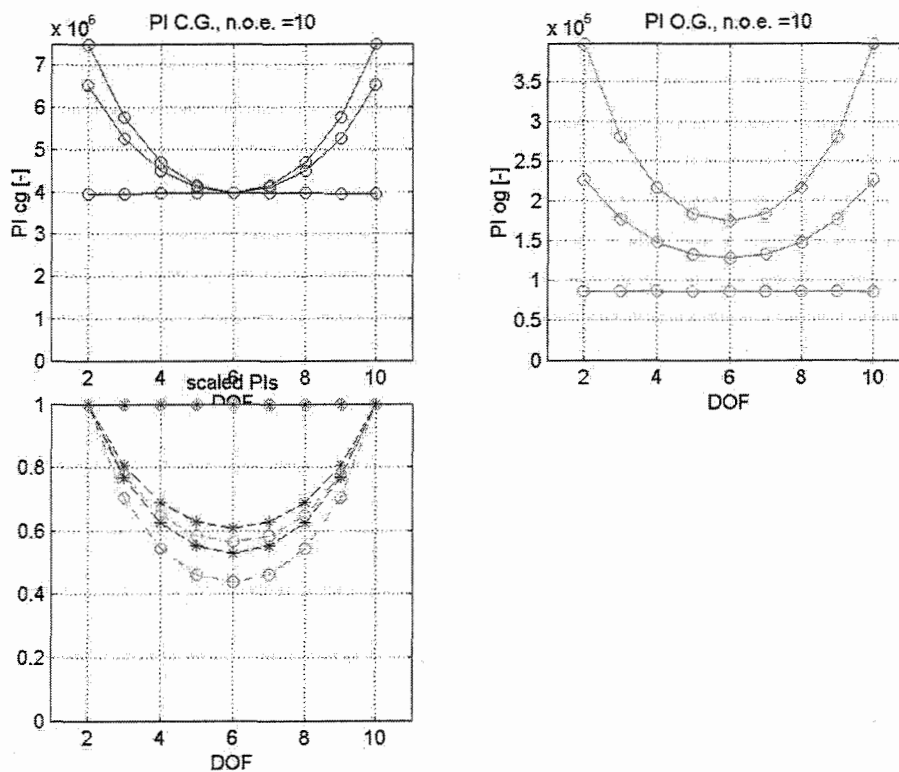 PI C.G., n.o.e. =10
x 10^6
7
6
5
4
3
2
1
0
PI cg [-]
2 4 6 8 10
DOF
PI O.G., n.o.e. =10
x 10^5
3.5
3
2.5
2
1.5
1
0.5
0
PI og [-]
2 4 6 8 10
DOF
scaled PIs
1
0.8
0.6
0.4
0.2
0
2 4 6 8 10
DOF